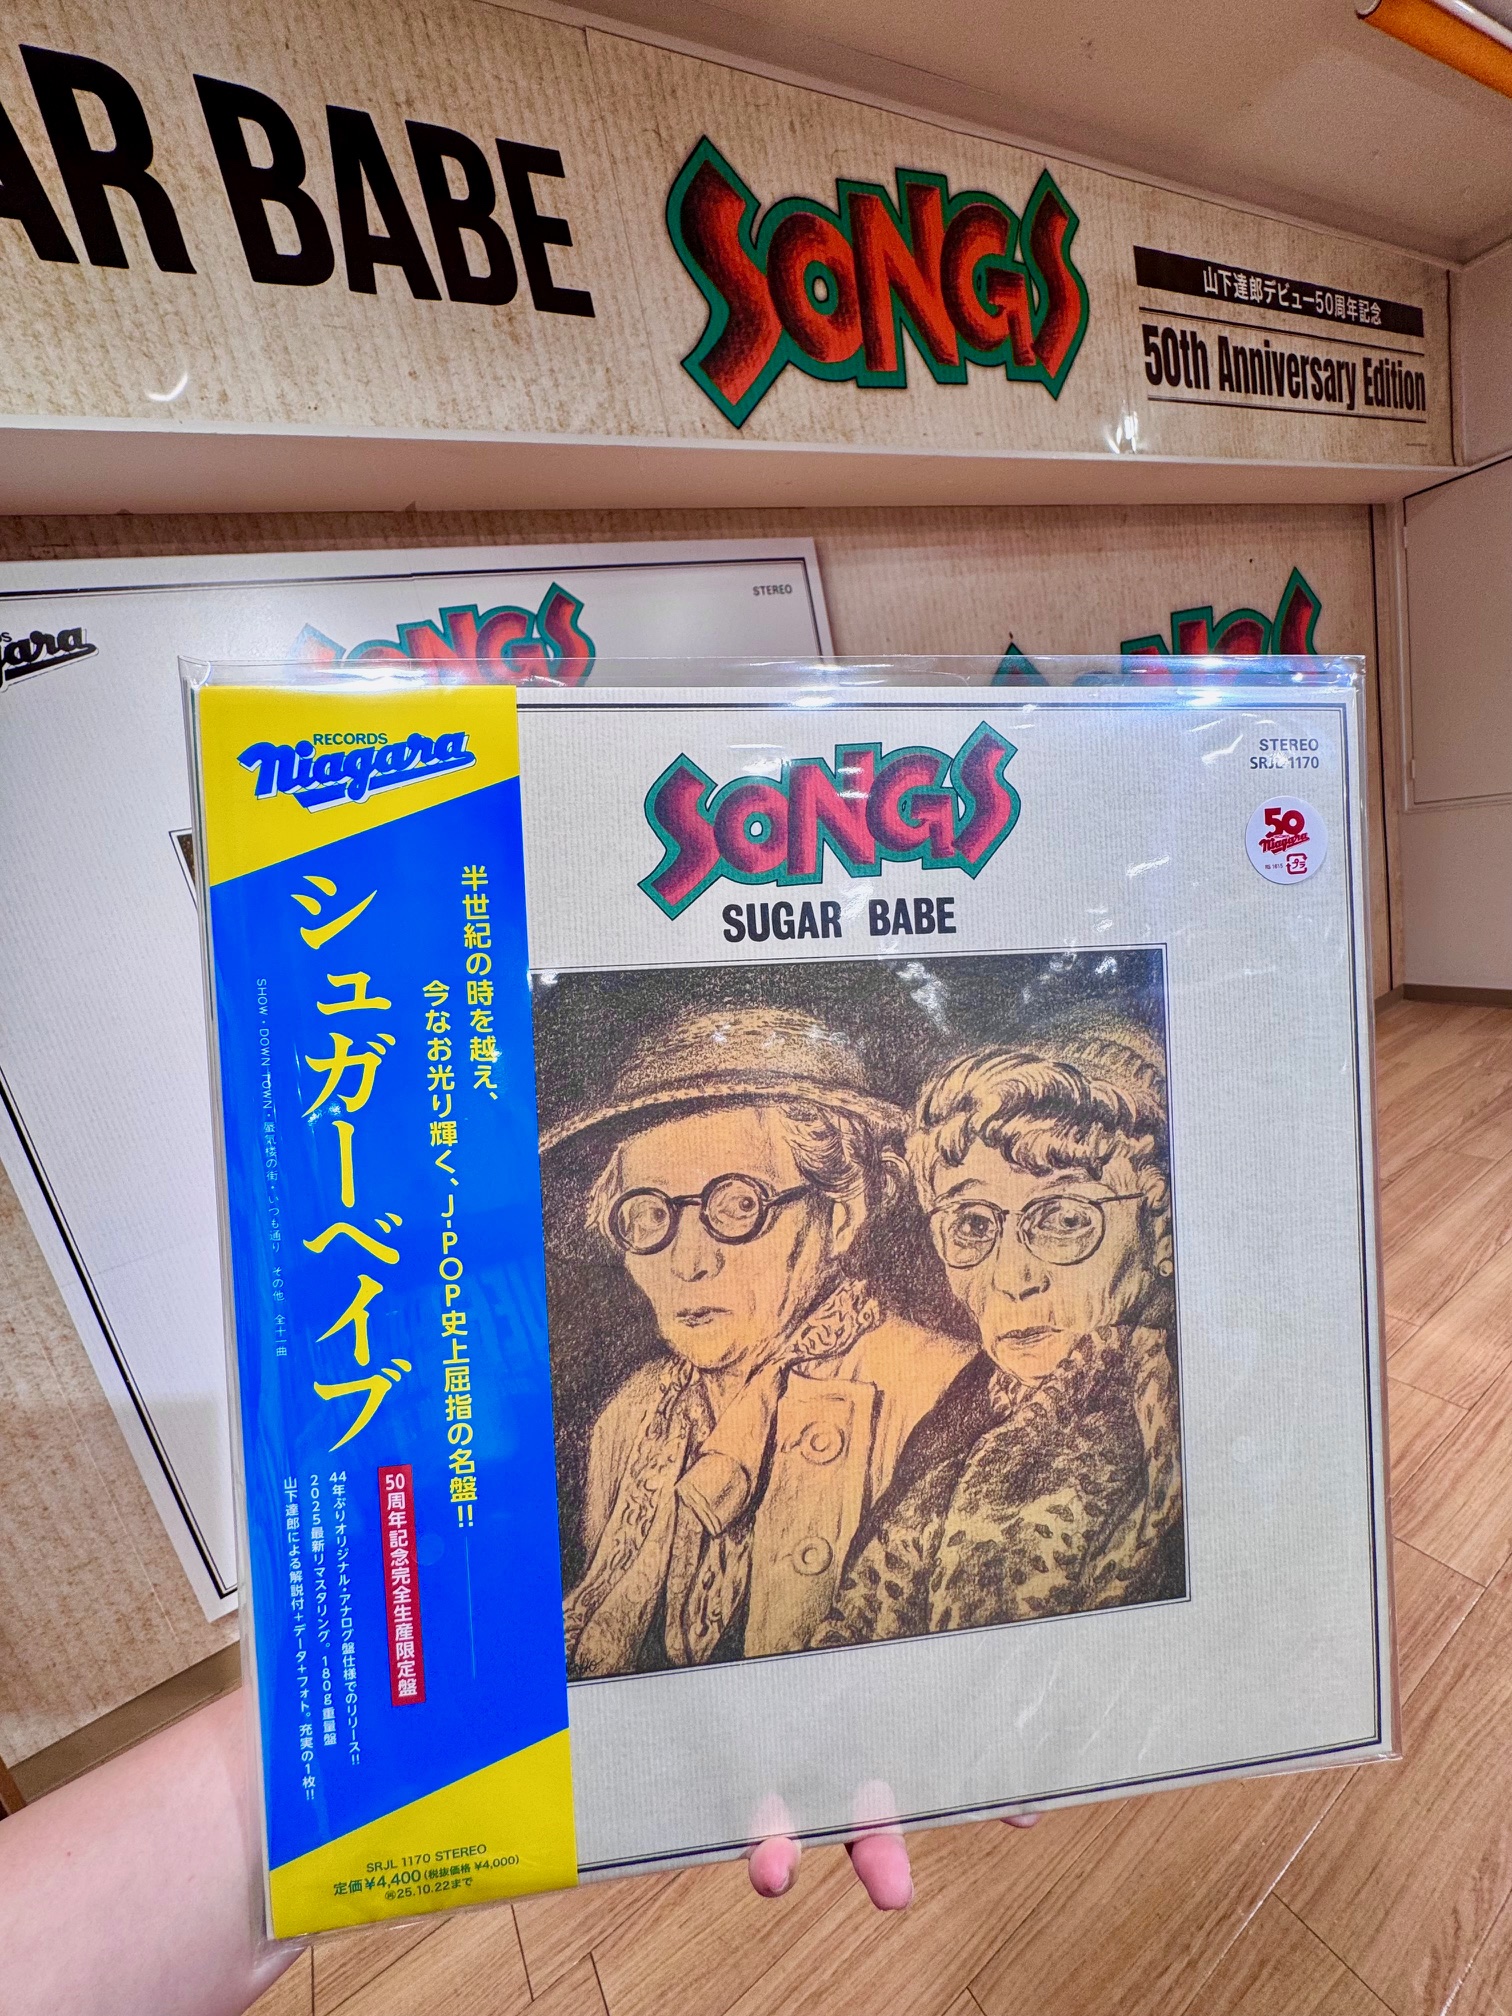 AR BABE
SONGS
山下達郎デビュー50周年記念
50th Anniversary Edition
STEREO
SONGS
RECORDS
Niagara
シュガーベイブ
半世紀の時を越え、
今なお光り輝く、J-POP史上屈指の名盤!!
SHOW・DOWN TOWN・蜃気楼の街・いつも通り その他 全十一曲
50周年記念完全生産限定盤
44年ぶりオリジナル・アナログ盤仕様でのリリース!!
2025最新リマスタリング。180g重量盤
山下達郎による解説付+データ+フォト。充実の1枚!!
SRJL 1170 STEREO
定価¥4,400(税抜価格 ¥4,000)
25.10.22まで
SONGS
SUGAR BABE
STEREO
SRJL 1170
50
Niagara
プラ